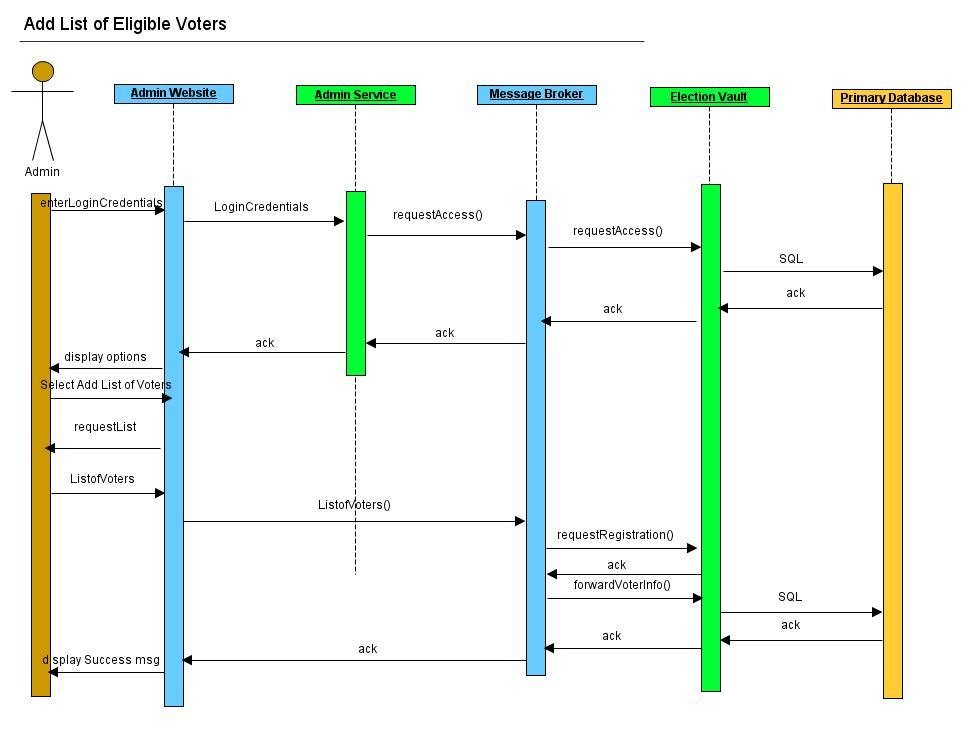 Add List of Eligible Voters
Admin Website
Admin Service
Message Broker
Election Vault
Primary Database
Admin
enterLoginCredentials
LoginCredentials
requestAccess()
requestAccess()
SQL
ack
ack
ack
ack
display options
Select Add List of Voters
requestList
ListofVoters
ListofVoters()
requestRegistration()
ack
forwardVoterInfo()
SQL
ack
ack
ack
display Success msg